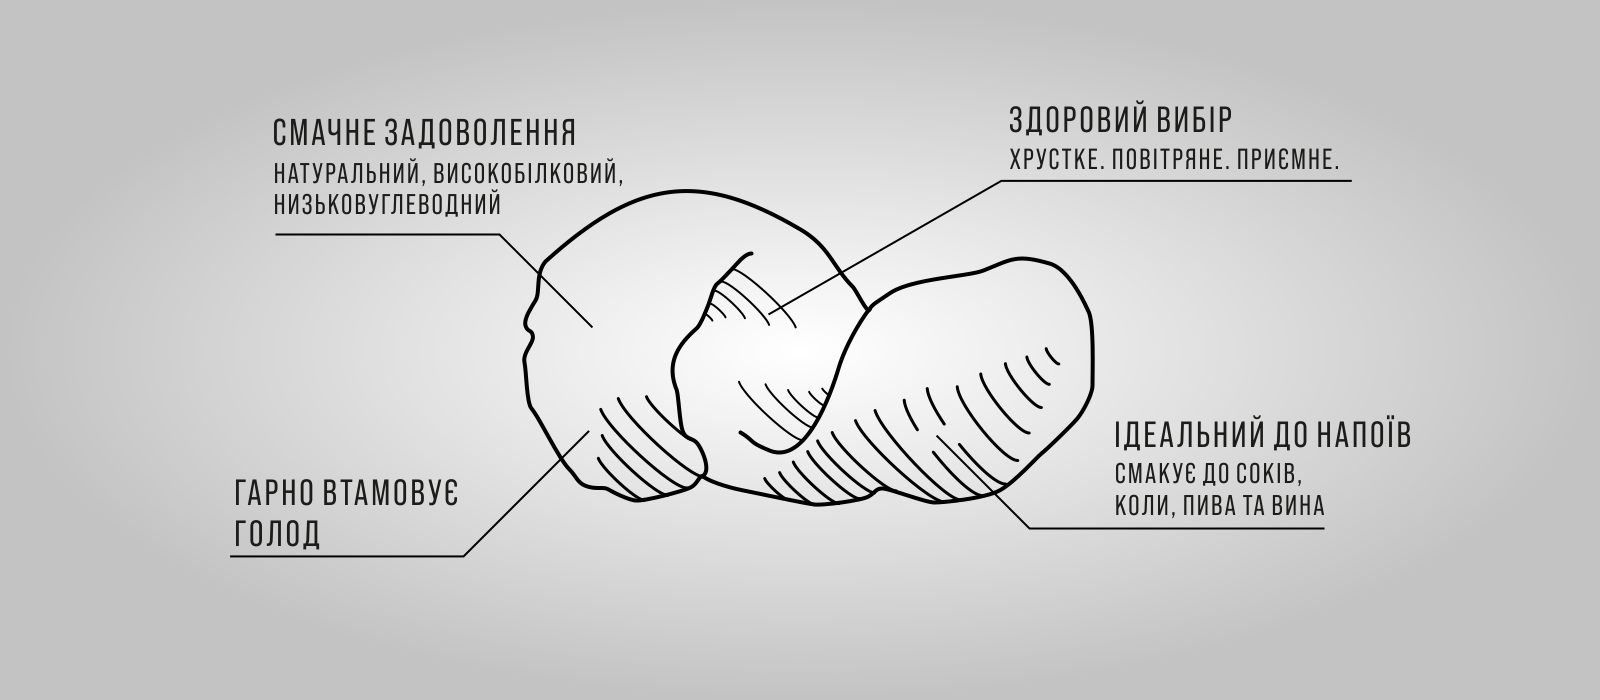 СМАЧНЕ ЗАДОВОЛЕННЯ
НАТУРАЛЬНИЙ, ВИСОКОБІЛКОВИЙ,
НИЗЬКОВУГЛЕВОДНИЙ
ЗДОРОВИЙ ВИБІР
ХРУСТКЕ. ПОВІТРЯНЕ. ПРИЄМНЕ.
ГАРНО ВТАМОВУЄ
ГОЛОД
ІДЕАЛЬНИЙ ДО НАПОЇВ
СМАКУЄ ДО СОКІВ,
КОЛИ, ПИВА ТА ВИНА